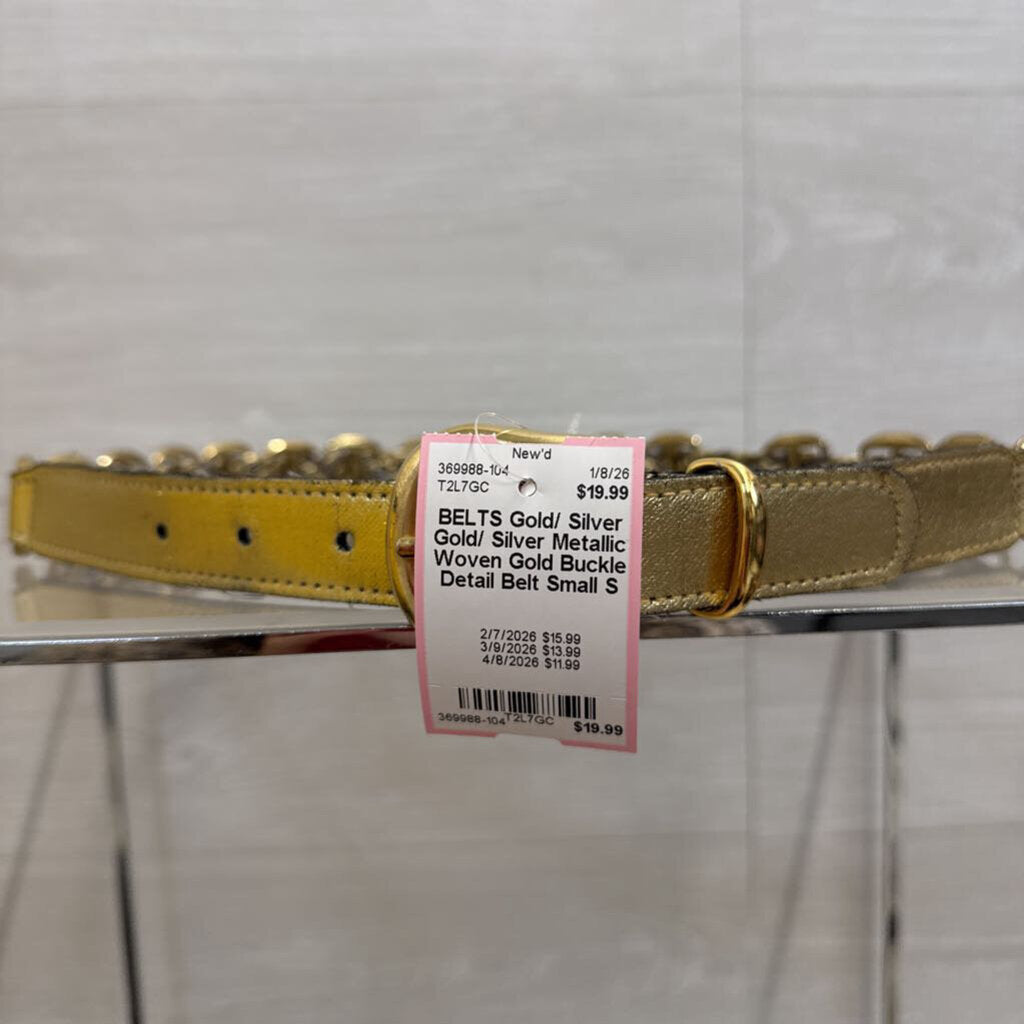 New'd
369988-104 1/8/26
T2L7GC $19.99
BELTS Gold/ Silver
Gold/ Silver Metallic
Woven Gold Buckle
Detail Belt Small S
2/7/2026 $15.99
3/9/2026 $13.99
4/8/2026 $11.99
369988-104 T2L7GC $19.99